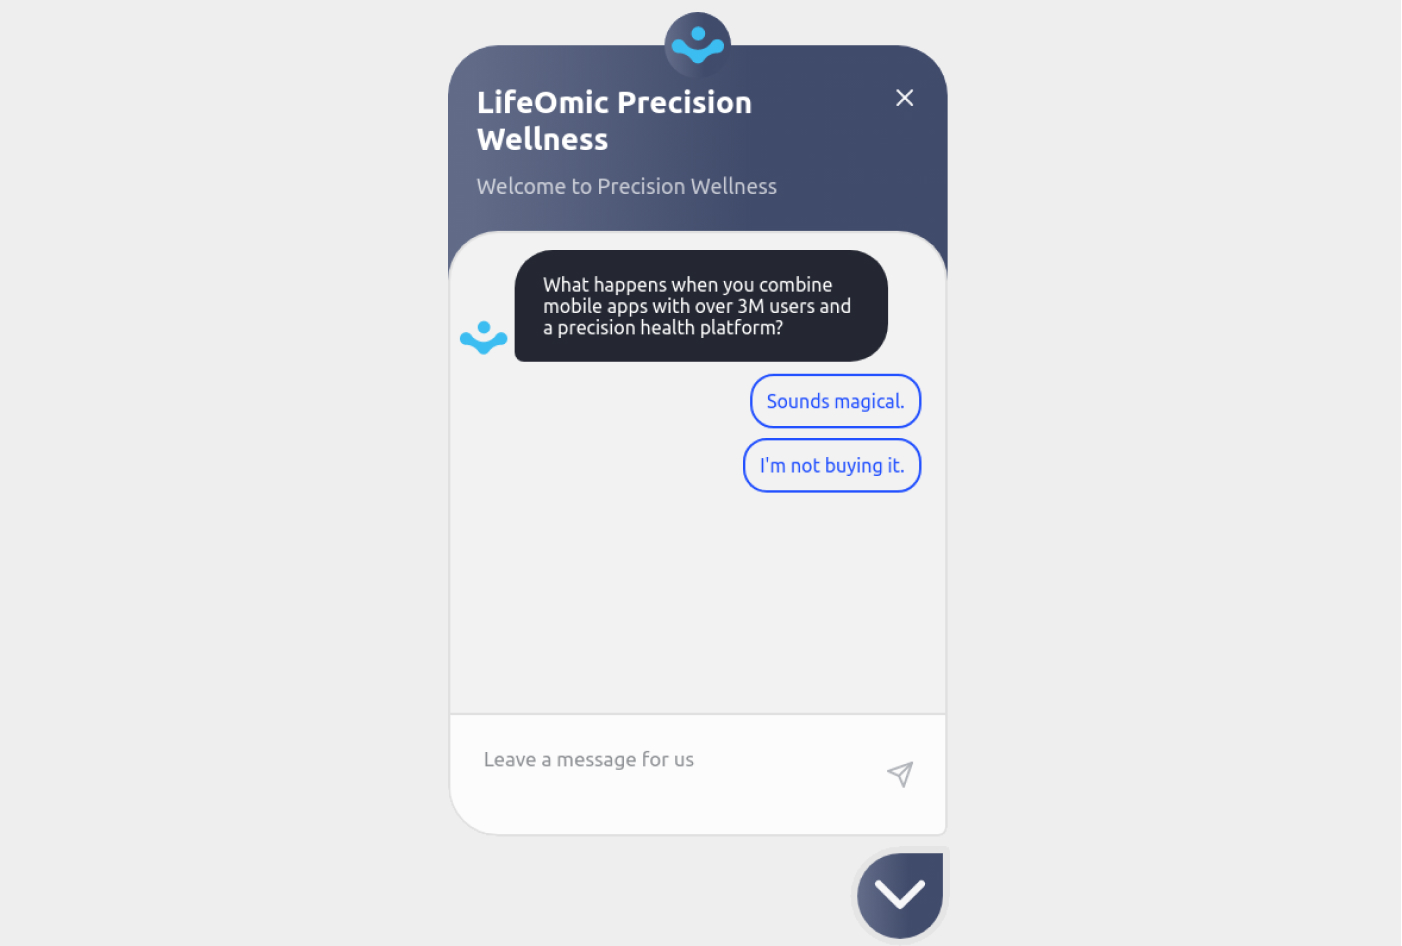 LifeOmic Precision
Wellness
Welcome to Precision Wellness
What happens when you combine
mobile apps with over 3M users and
a precision health platform?
Sounds magical.
I'm not buying it.
Leave a message for us